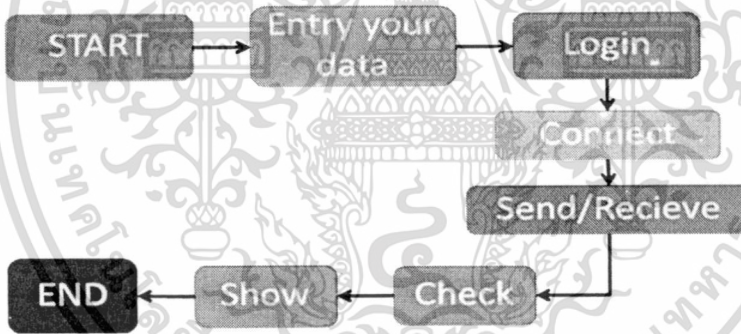 START
Entry your
data
Login
Connect
Send/Recieve
Check
Show
END